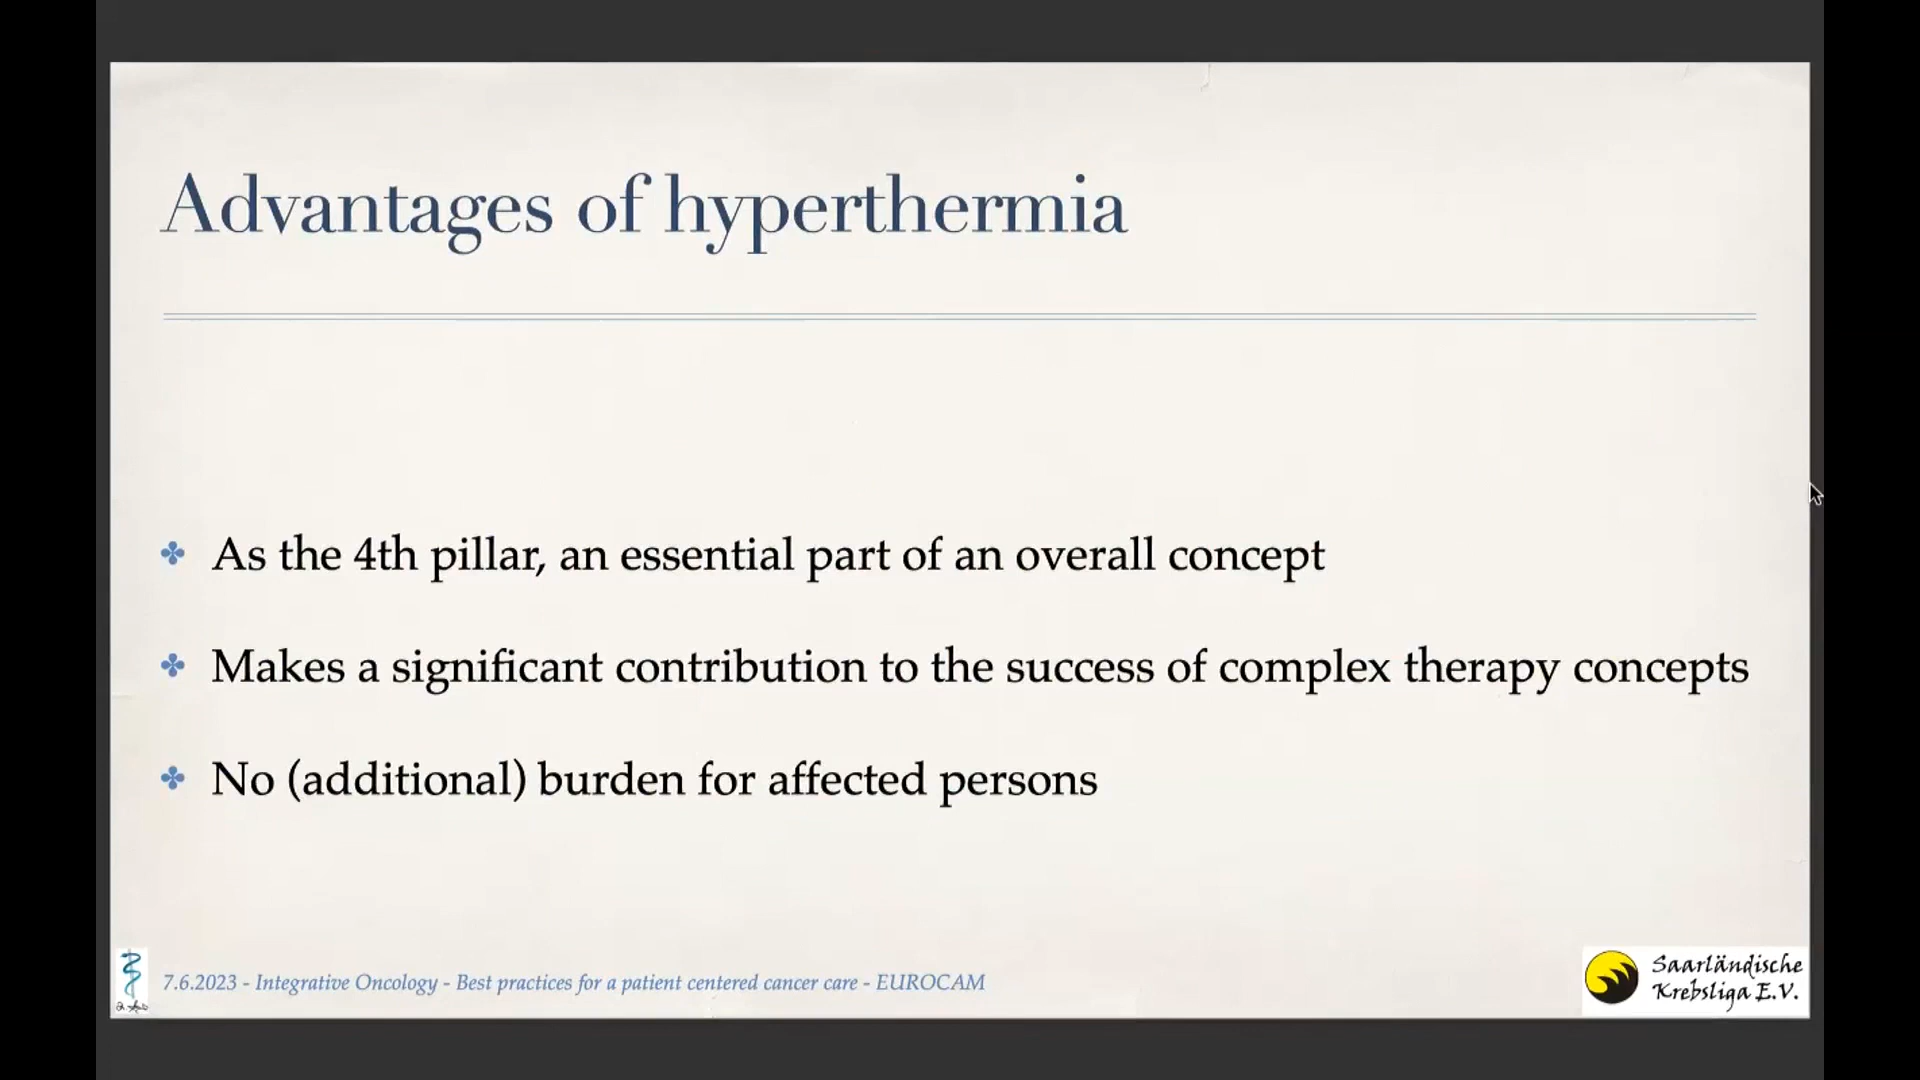 Advantages of hyperthermia
As the 4th pillar, an essential part of an overall concept
Makes a significant contribution to the success of complex therapy concepts
No (additional) burden for affected persons
7.6.2023 - Integrative Oncology - Best practices for a patient centered cancer care - EUROCAM
Saarländische
Krebsliga E.V.